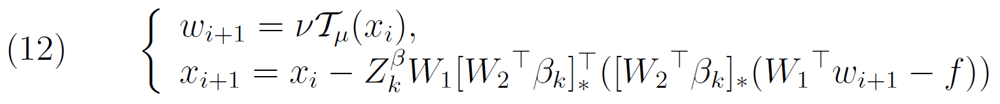 (12) { w_{i+1} = ν𝒯_μ(x_i),
x_{i+1} = x_i − Z_k^β W_1[W_2^⊤ β_k]_*^⊤([W_2^⊤ β_k]_*(W_1^⊤ w_{i+1} − f))